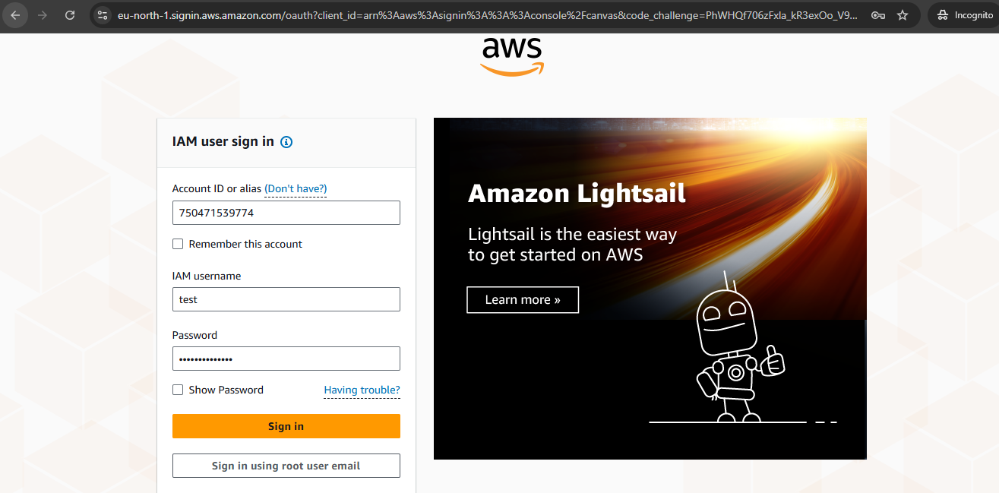 eu-north-1.signin.aws.amazon.com/oauth?client_id=arn%3Aaws%3Asignin%3A%3A%3Aconsole%2Fcanvas&code_challenge=PhWHQf706zFxla_kR3exOo_V9...
Incognito
aws
IAM user sign in
Account ID or alias (Don't have?)
750471539774
Remember this account
IAM username
test
Password
••••••••••••••
Show Password
Having trouble?
Sign in
Sign in using root user email
Amazon Lightsail
Lightsail is the easiest way
to get started on AWS
Learn more »